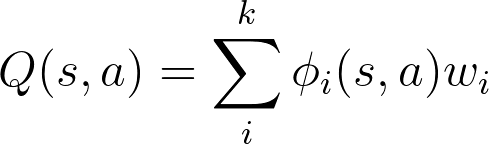 Q(s, a) = \sum_{i}^{k} \phi_i(s, a) w_i